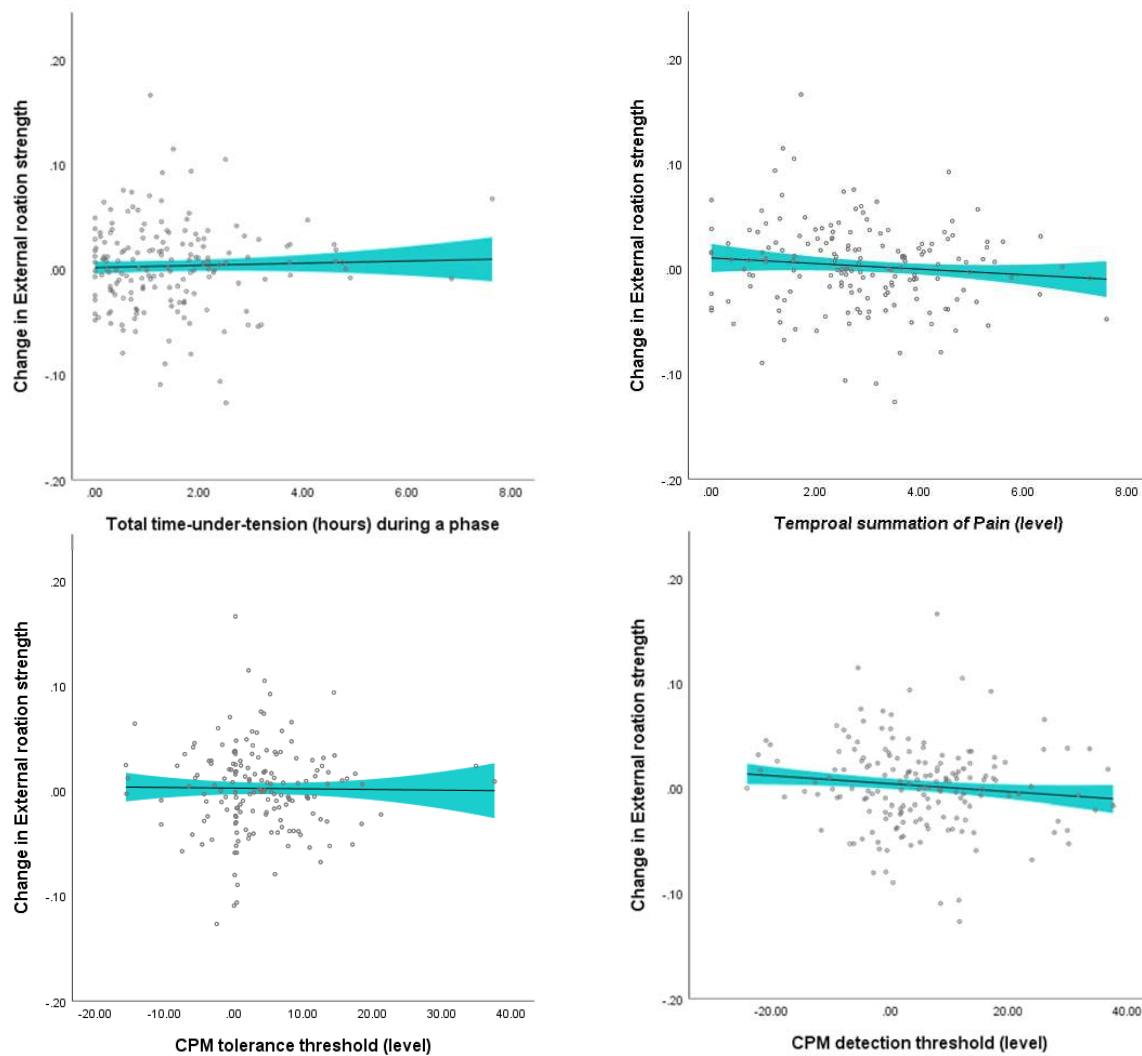 Change in External roation strength
.20
.10
.00
-.10
-.20
.00 2.00 4.00 6.00 8.00
Total time-under-tension (hours) during a phase
Change in External roation strength
.20
.10
.00
-.10
-.20
.00 2.00 4.00 6.00 8.00
Temproal summation of Pain (level)
Change in External roation strength
.20
.10
.00
-.10
-.20
-20.00 -10.00 .00 10.00 20.00 30.00 40.00
CPM tolerance threshold (level)
Change in External roation strength
.20
.10
.00
-.10
-.20
-20.00 .00 20.00 40.00
CPM detection threshold (level)